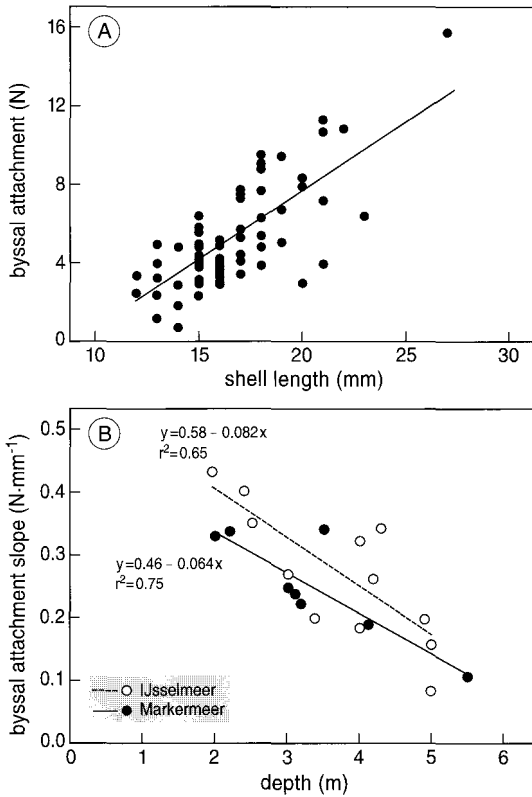 A
16
12
8
4
0
byssal attachment (N)
10 15 20 25 30
shell length (mm)
B
y=0.58 – 0.082x
r²=0.65
y=0.46 – 0.064x
r²=0.75
0.5
0.4
0.3
0.2
0.1
0.0
byssal attachment slope (N·mm⁻¹)
IJsselmeer
Markermeer
0 1 2 3 4 5 6
depth (m)